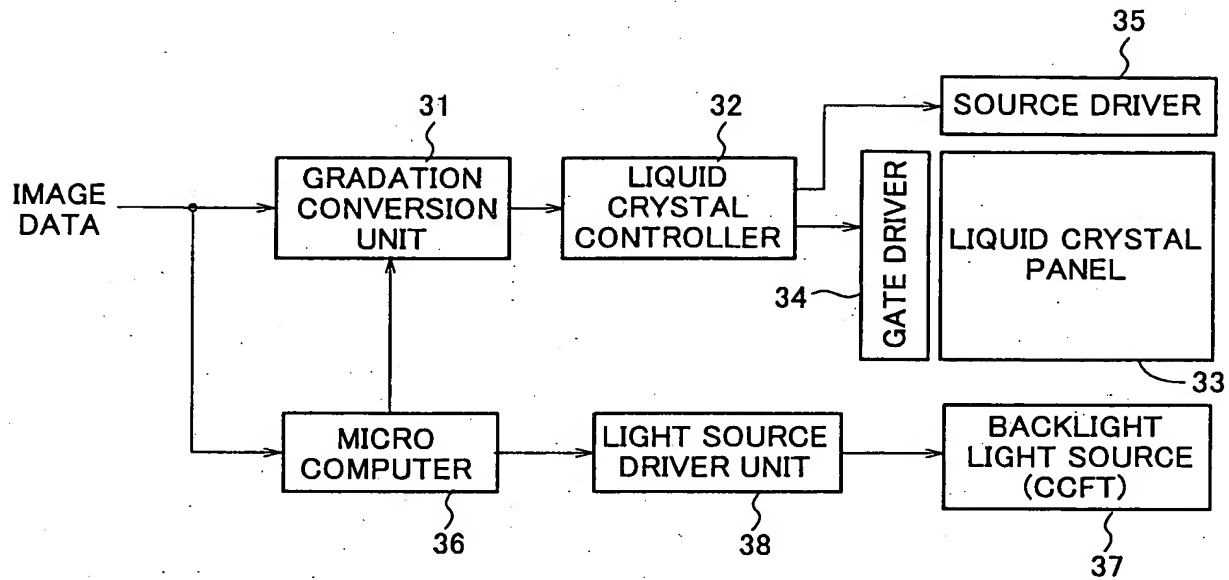 35
SOURCE DRIVER
31
32
GRADATION
CONVERSION
UNIT
LIQUID
CRYSTAL
CONTROLLER
IMAGE
DATA
GATE DRIVER
34
LIQUID CRYSTAL
PANEL
33
MICRO
COMPUTER
36
LIGHT SOURCE
DRIVER UNIT
38
BACKLIGHT
LIGHT SOURCE
(CCFT)
37